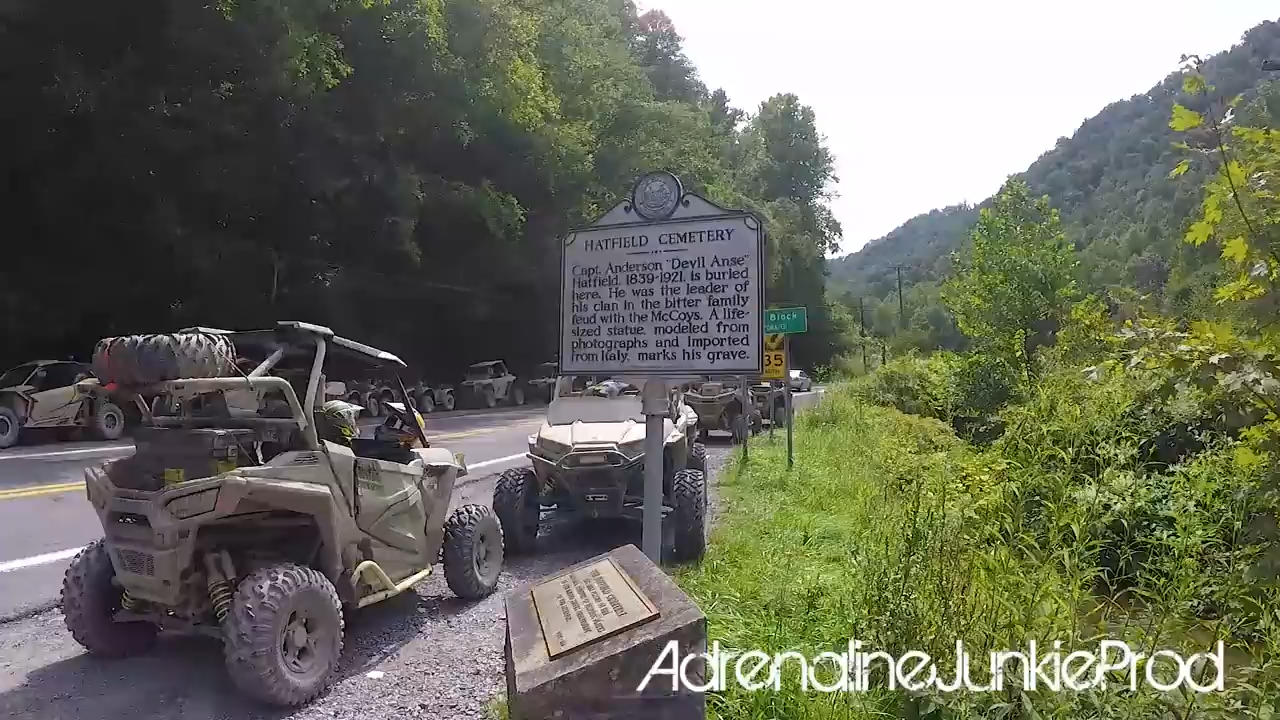 HATFIELD CEMETERY
Capt. Anderson "Devil Anse"
Hatfield, 1839-1921, is buried
here. He was the leader of
his clan in the bitter family
feud with the McCoys. A life-
sized statue, modeled from
photographs and imported
from Italy, marks his grave.
Block
35
AdrenalineJunkieProd